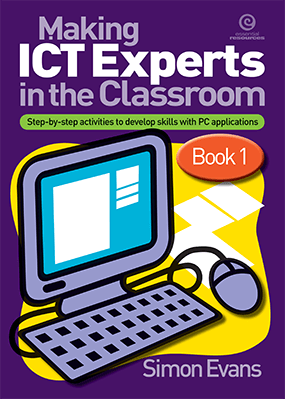 essential
resources
Making
ICT Experts
in the Classroom
Step-by-step activities to develop skills with PC applications
Book 1
Simon Evans